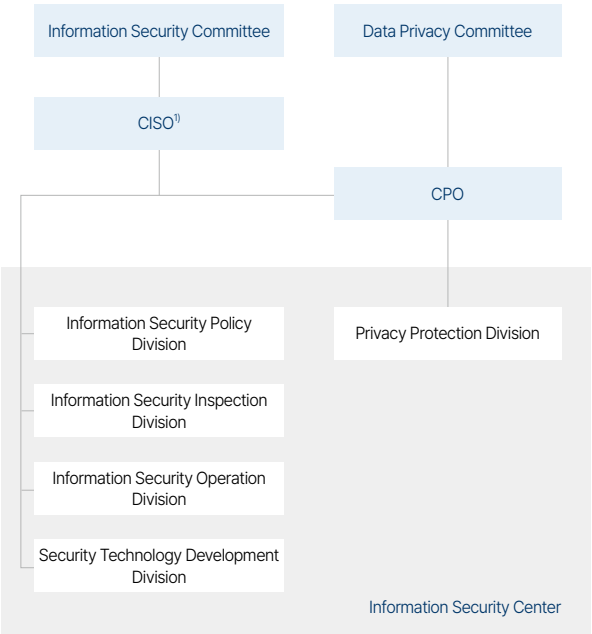 Information Security Committee
Data Privacy Committee
CISO1)
CPO
Information Security Policy
Division
Privacy Protection Division
Information Security Inspection
Division
Information Security Operation
Division
Security Technology Development
Division
Information Security Center